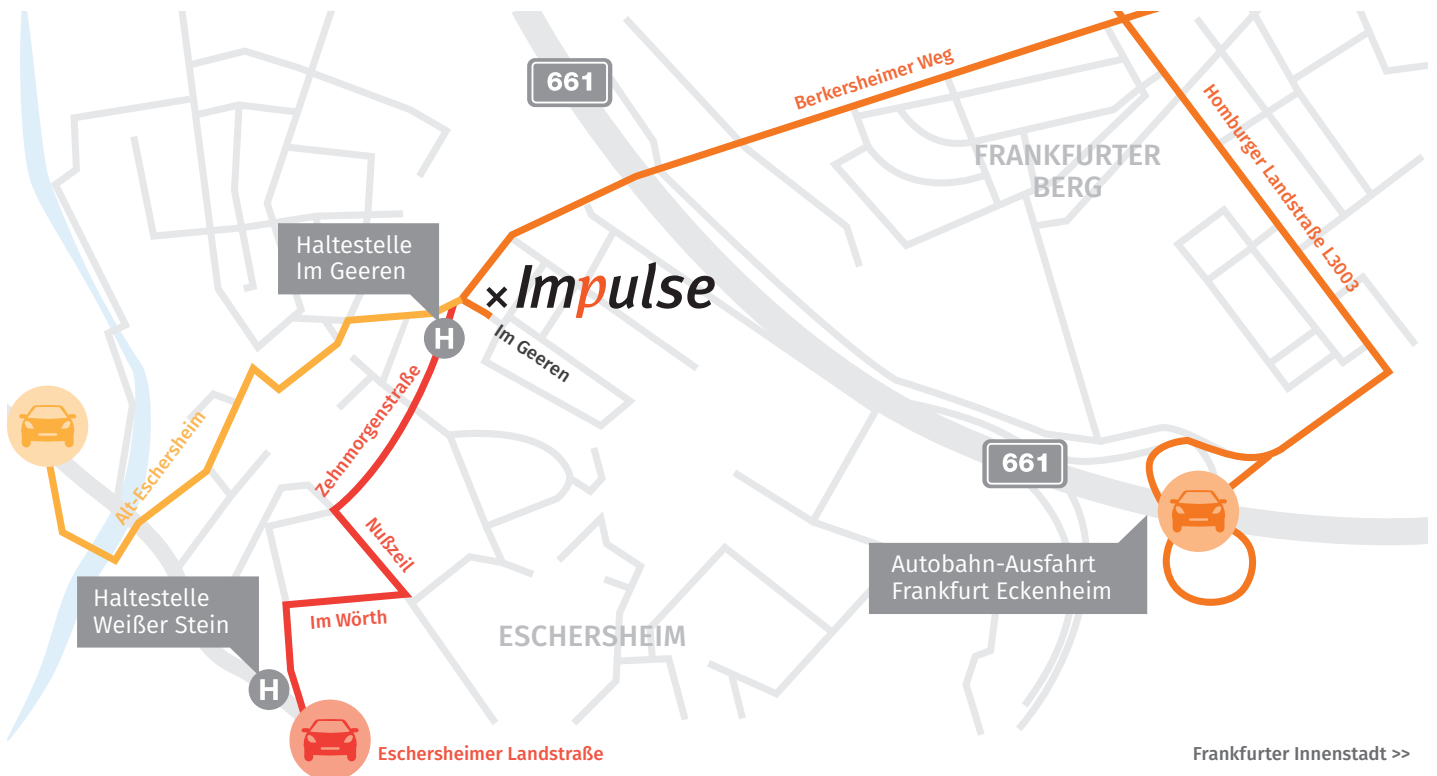 661
Berkersheimer Weg
Homburger Landstraße L3003
FRANKFURTER
BERG
Haltestelle
Im Geeren
Impulse
H
Im Geeren
Zehnmorgenstraße
Alt-Eschersheim
661
Nußzeil
Autobahn-Ausfahrt
Frankfurt Eckenheim
Haltestelle
Weißer Stein
Im Wörth
ESCHERSHEIM
H
Eschersheimer Landstraße
Frankfurter Innenstadt >>